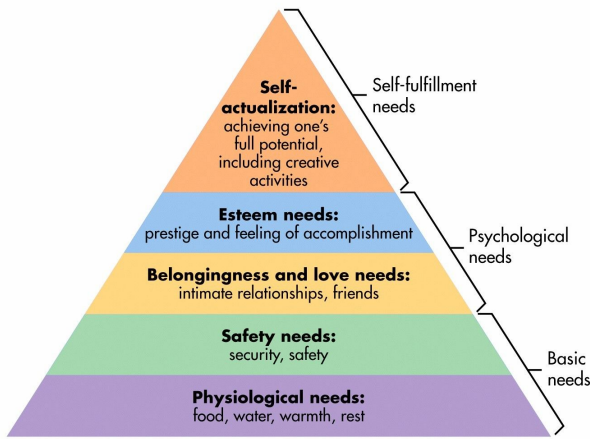 Self-
actualization:
achieving one's
full potential,
including creative
activities
Self-fulfillment
needs
Esteem needs:
prestige and feeling of accomplishment
Psychological
needs
Belongingness and love needs:
intimate relationships, friends
Safety needs:
security, safety
Basic
needs
Physiological needs:
food, water, warmth, rest